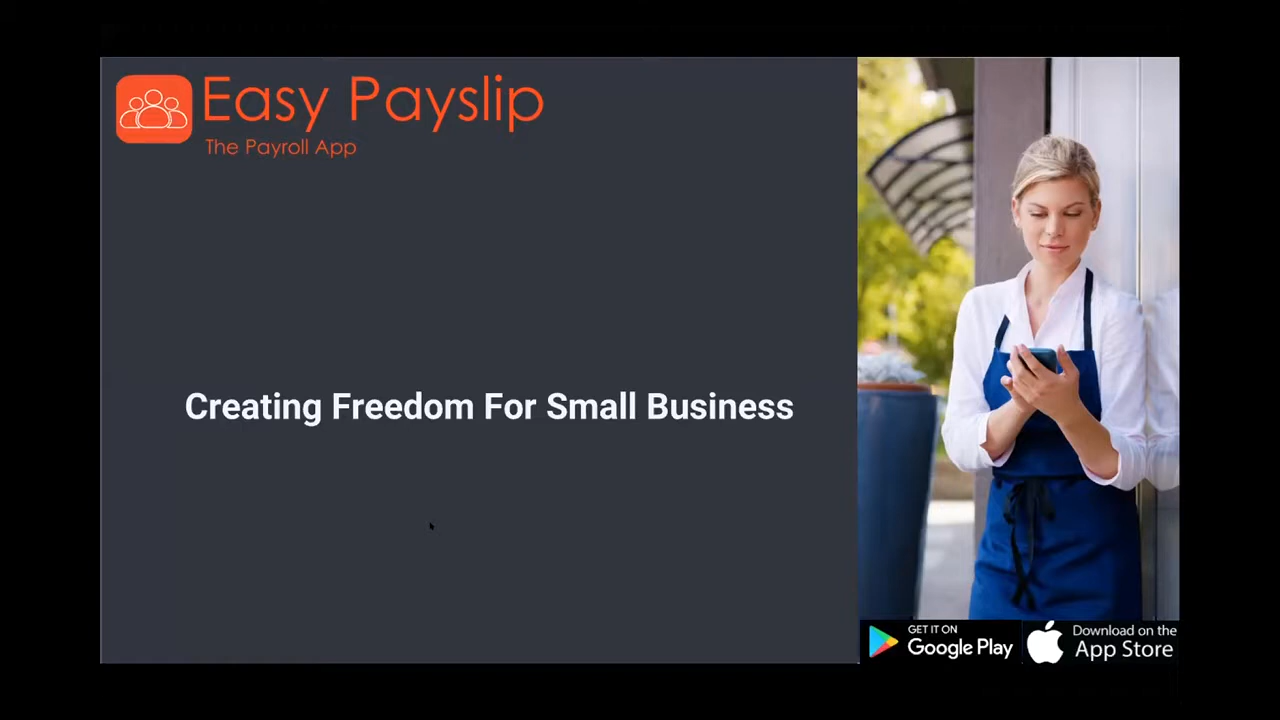 Easy Payslip
The Payroll App
Creating Freedom For Small Business
GET IT ON
Google Play
Download on the
App Store